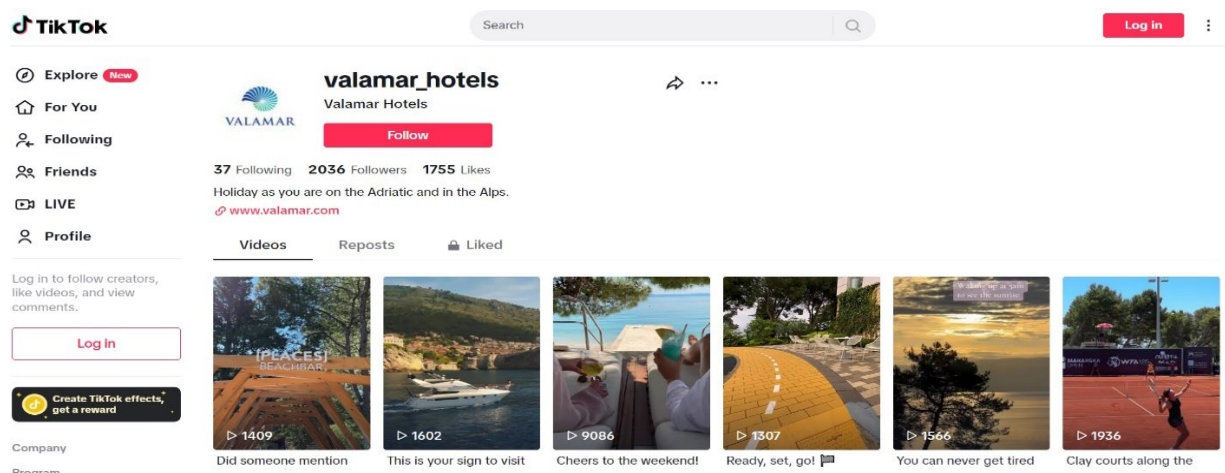 TikTok
Search
Log in
Explore New
For You
Following
Friends
LIVE
Profile
Log in to follow creators,
like videos, and view
comments.
Log in
Create TikTok effects,
get a reward
Company
Program
VALAMAR
valamar_hotels
Valamar Hotels
Follow
37 Following 2036 Followers 1755 Likes
Holiday as you are on the Adriatic and in the Alps.
www.valamar.com
Videos Reposts Liked
[PLACES]
BEACHBAR
1409
Did someone mention
1602
This is your sign to visit
9086
Cheers to the weekend!
1307
Ready, set, go!
Waking up at 5am
to see the sunrise
1566
You can never get tired
MAKARSKA
1936
Clay courts along the